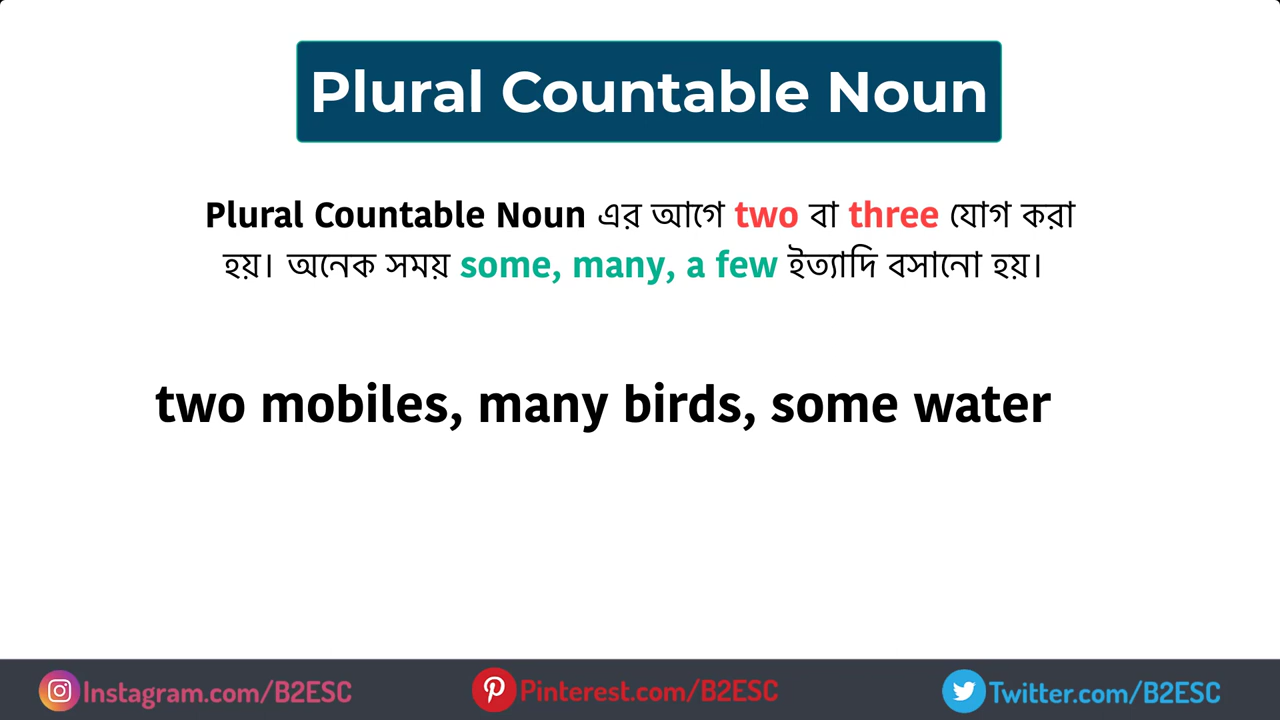 Plural Countable Noun
Plural Countable Noun এর আগে two বা three যোগ করা
হয়। অনেক সময় some, many, a few ইত্যাদি বসানো হয়।
two mobiles, many birds, some water
Instagram.com/B2ESC
Pinterest.com/B2ESC
Twitter.com/B2ESC